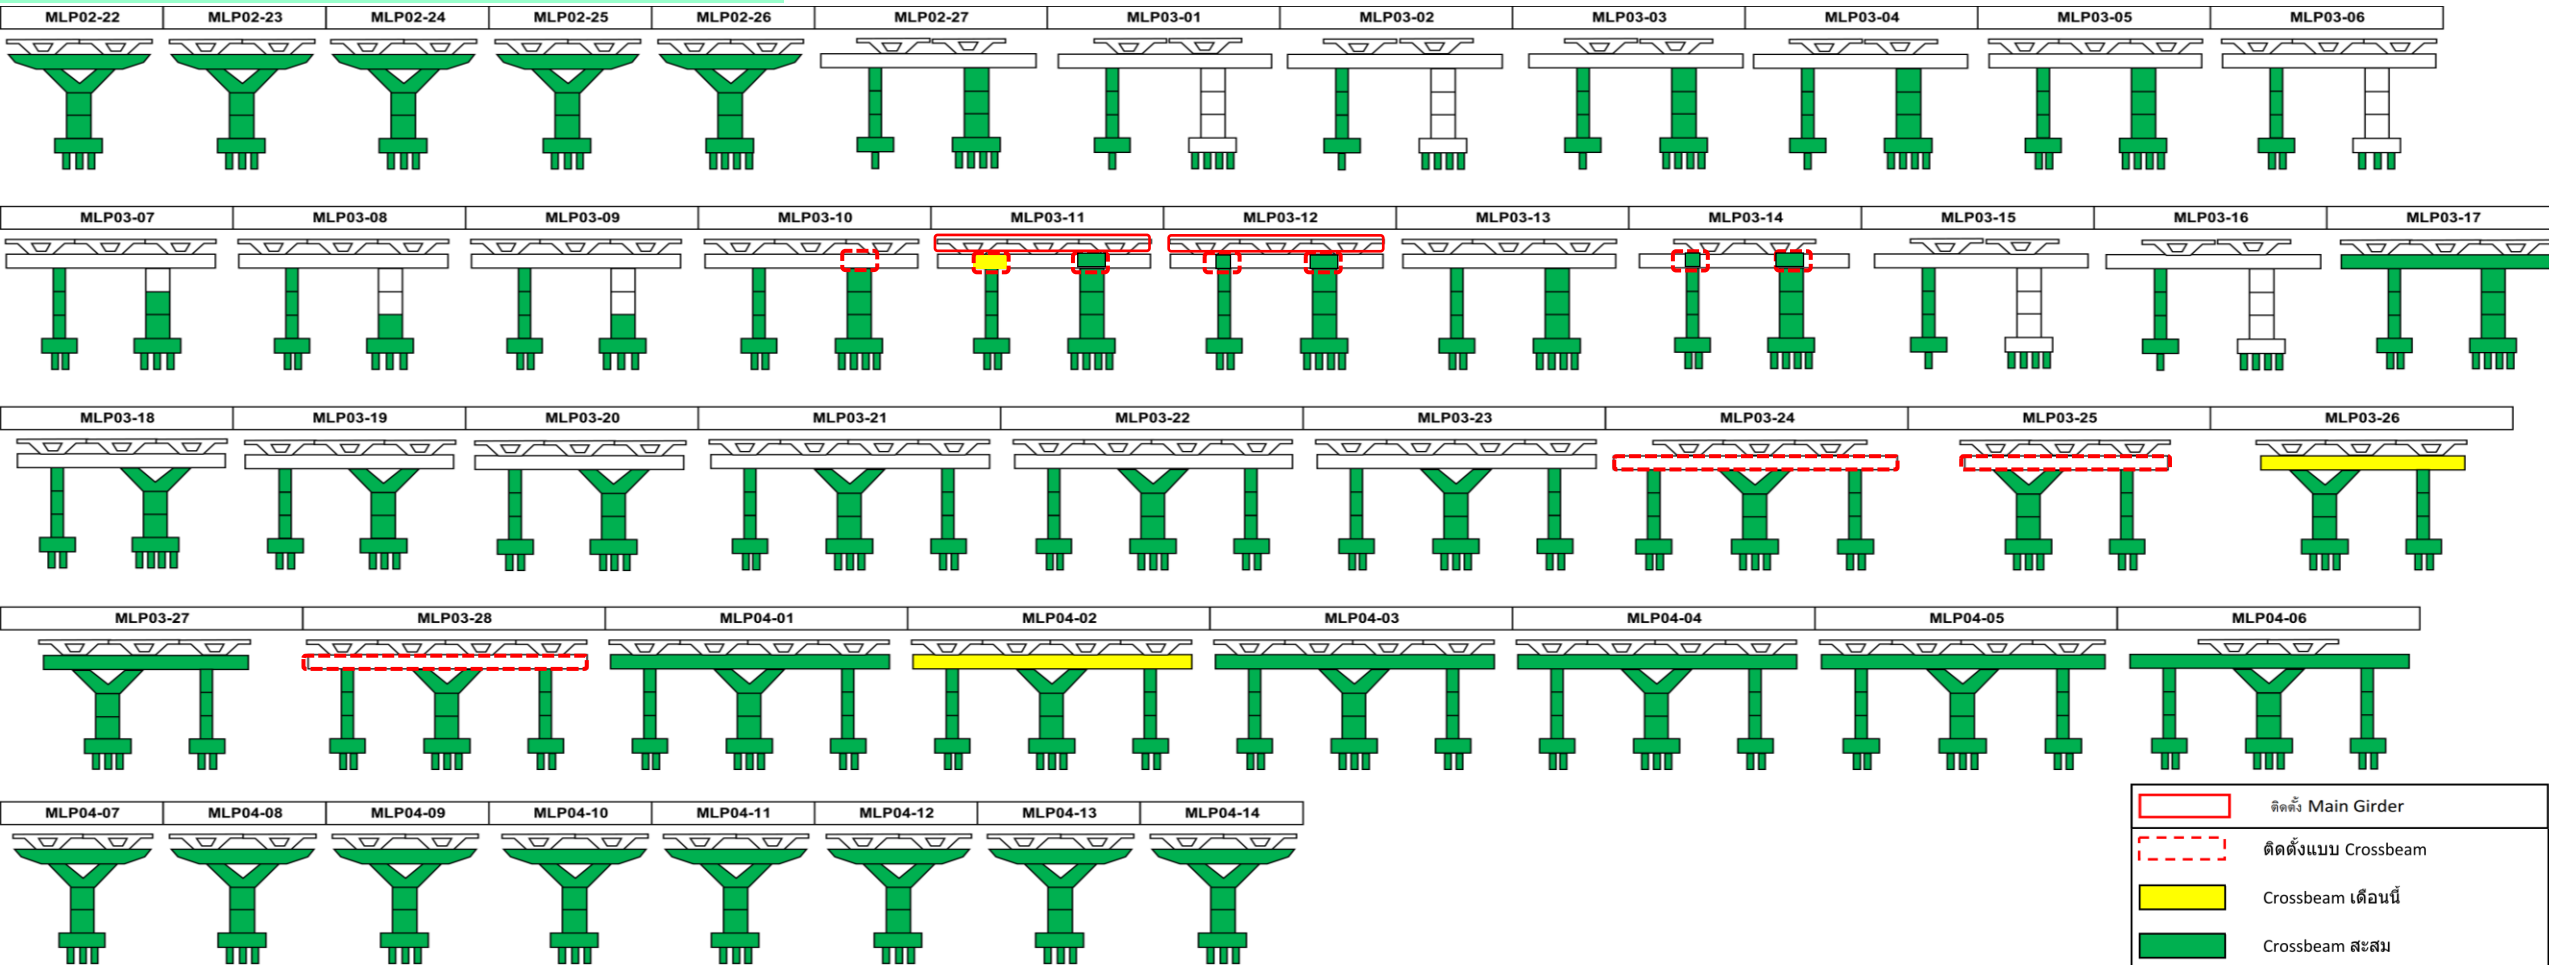 MLP02-22 MLP02-23 MLP02-24 MLP02-25 MLP02-26 MLP02-27 MLP03-01 MLP03-02 MLP03-03 MLP03-04 MLP03-05 MLP03-06
MLP03-07 MLP03-08 MLP03-09 MLP03-10 MLP03-11 MLP03-12 MLP03-13 MLP03-14 MLP03-15 MLP03-16 MLP03-17
MLP03-18 MLP03-19 MLP03-20 MLP03-21 MLP03-22 MLP03-23 MLP03-24 MLP03-25 MLP03-26
MLP03-27 MLP03-28 MLP04-01 MLP04-02 MLP04-03 MLP04-04 MLP04-05 MLP04-06
MLP04-07 MLP04-08 MLP04-09 MLP04-10 MLP04-11 MLP04-12 MLP04-13 MLP04-14
ติดตั้ง Main Girder
ติดตั้งแบบ Crossbeam
Crossbeam เดือนนี้
Crossbeam สะสม